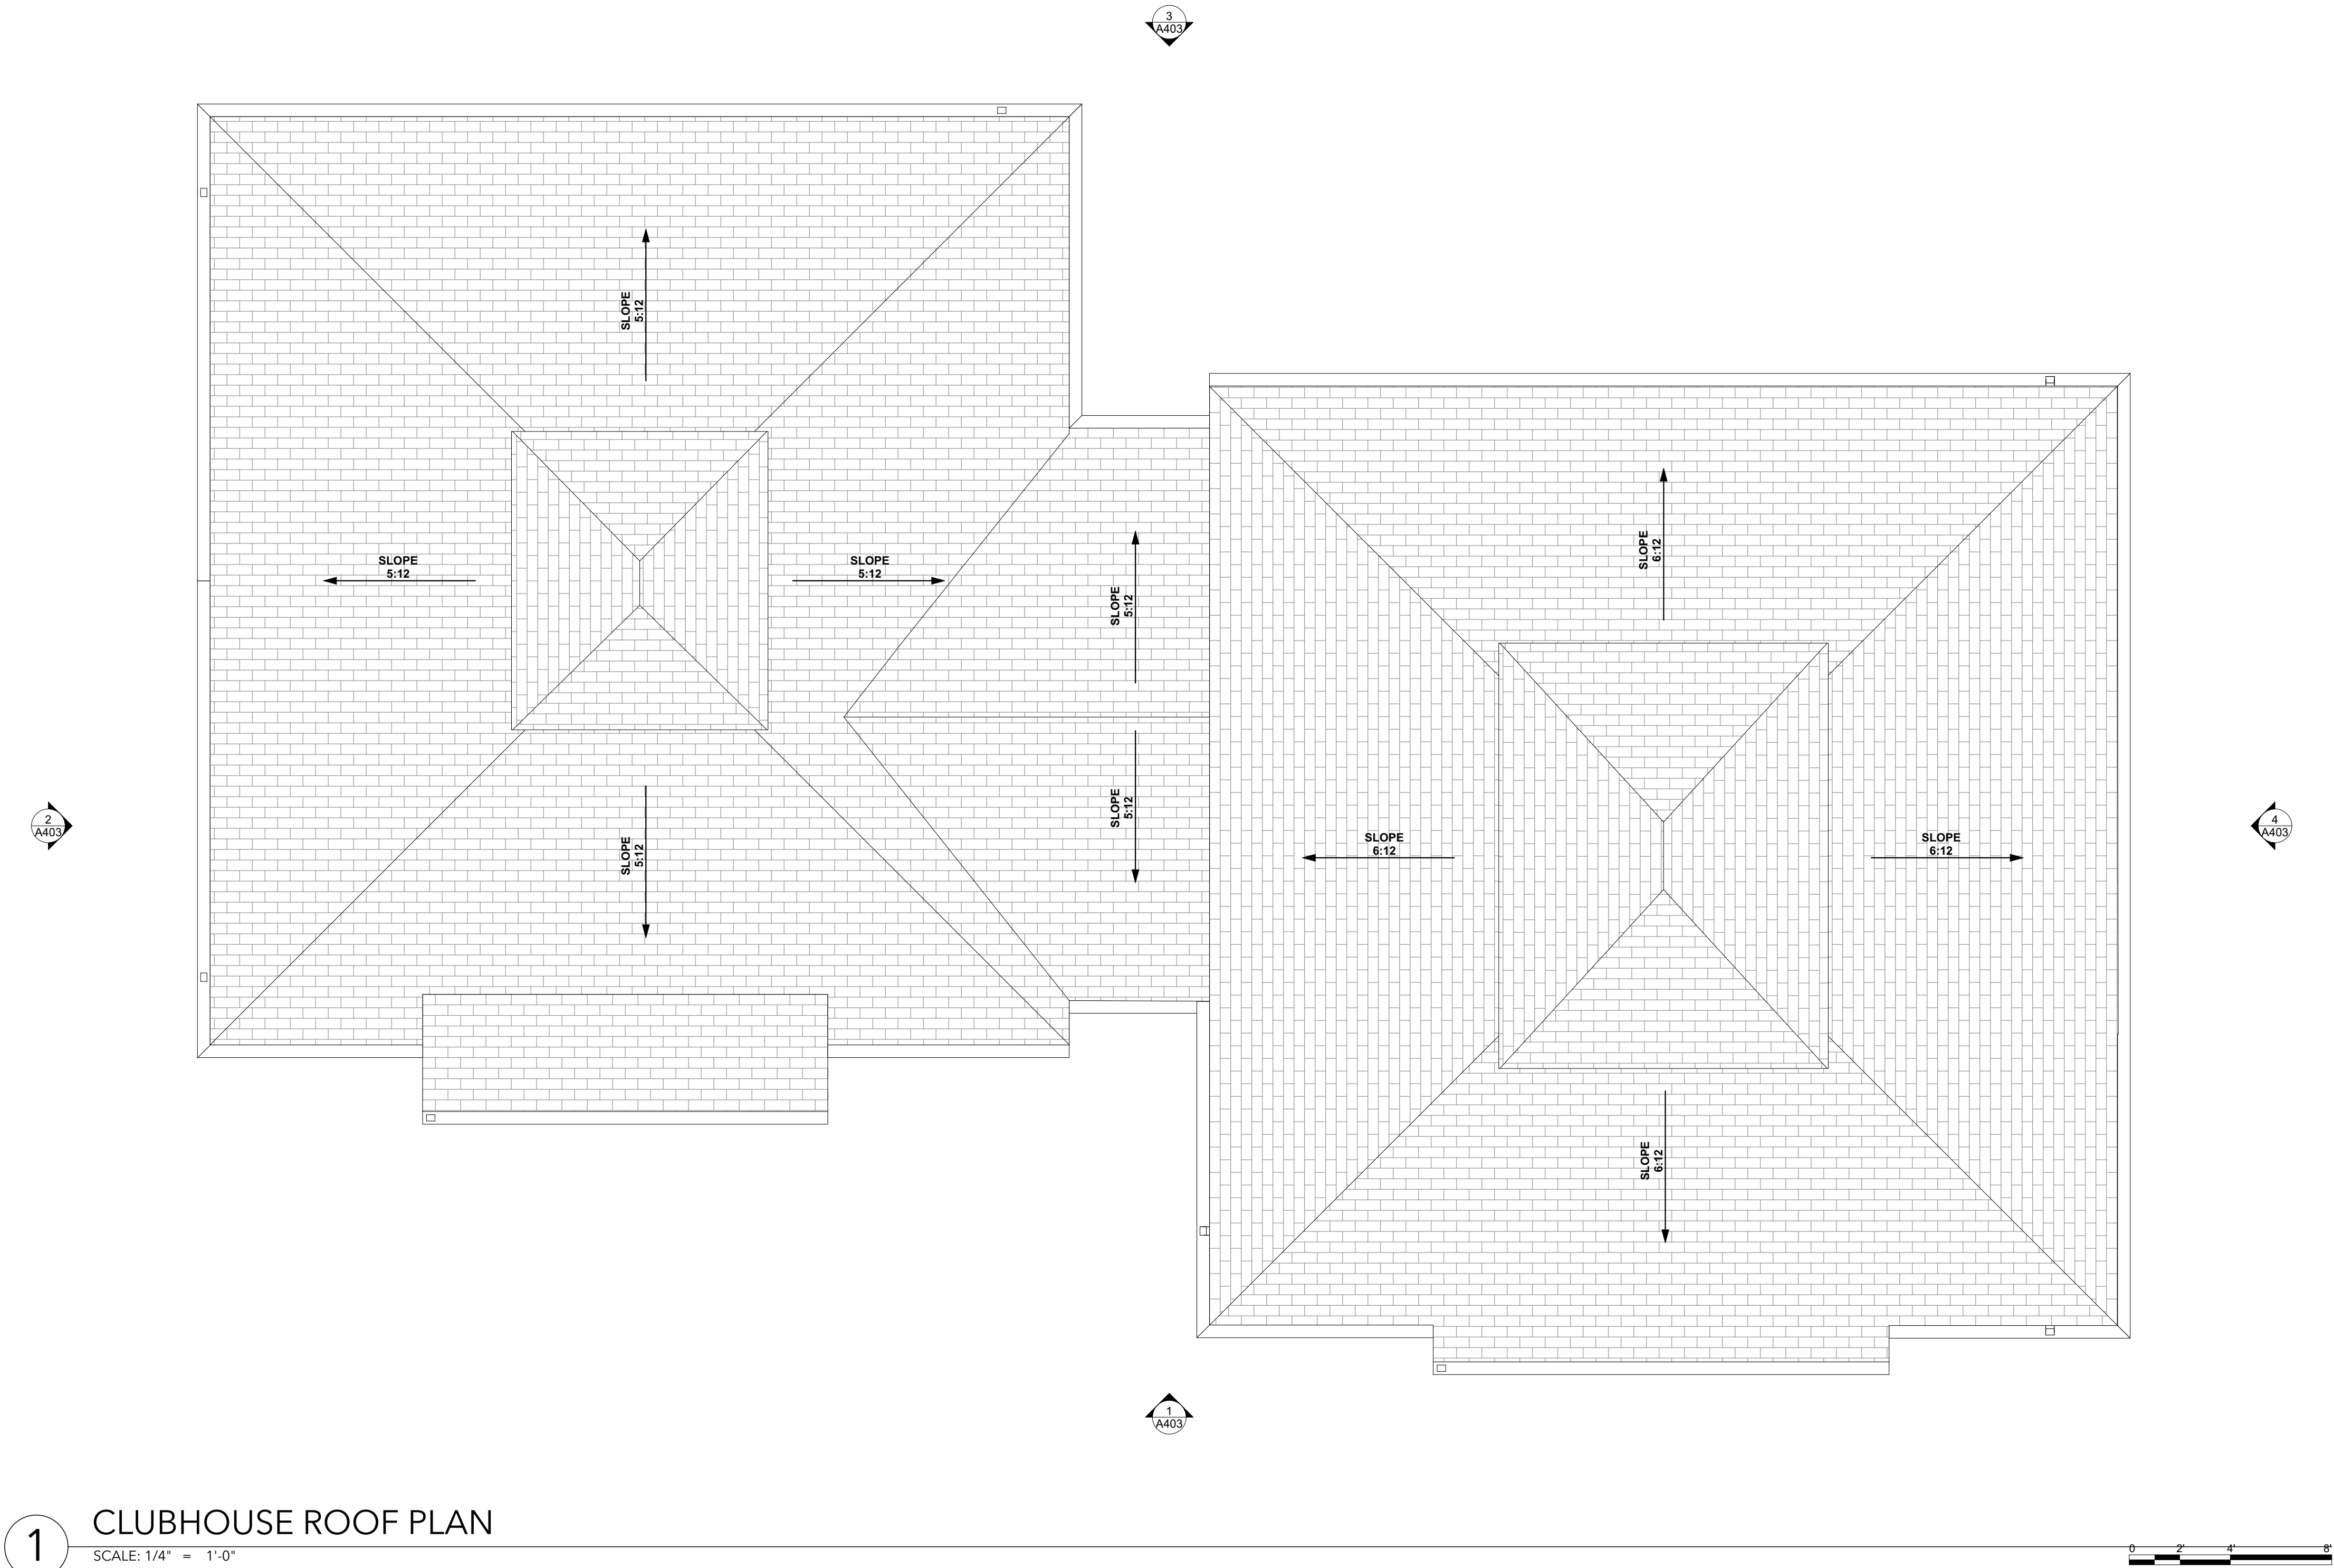 3
A403
SLOPE
5:12
SLOPE
5:12
SLOPE
5:12
SLOPE
5:12
SLOPE
5:12
SLOPE
5:12
SLOPE
6:12
SLOPE
6:12
SLOPE
6:12
SLOPE
6:12
2
A403
4
A403
1
A403
1
CLUBHOUSE ROOF PLAN
SCALE: 1/4" = 1'-0"
0 2' 4' 8'